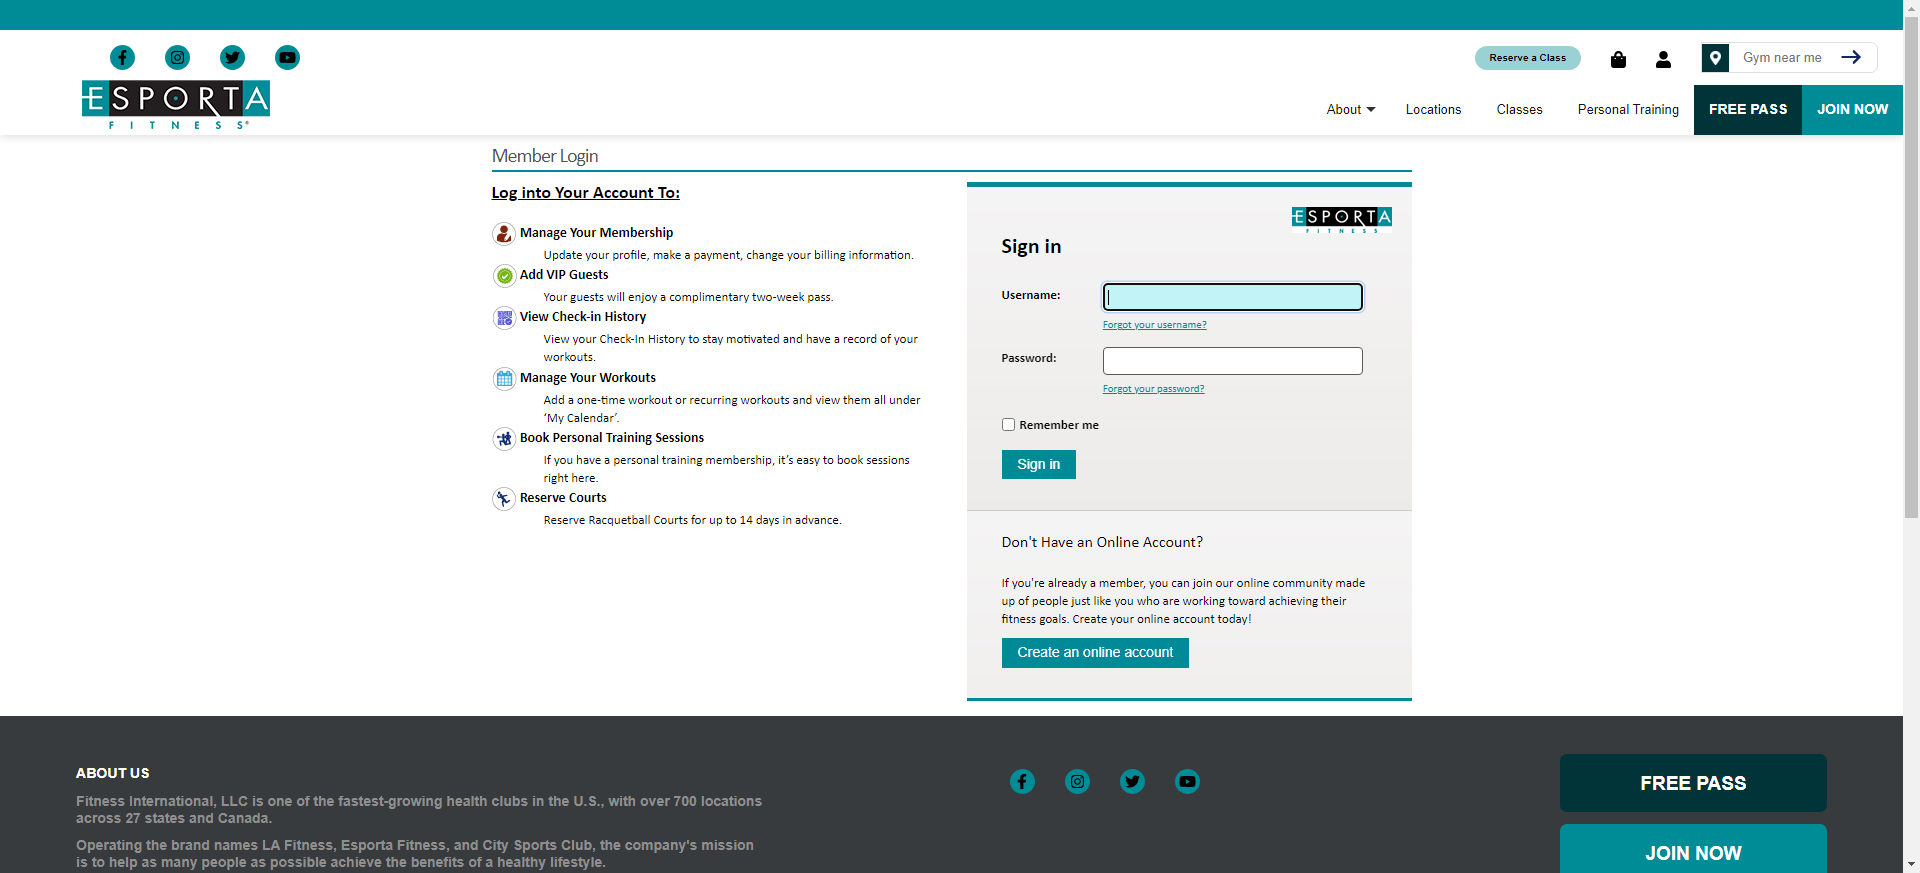 Reserve a Class
Gym near me
ESPORTA
FITNESS®
About
Locations
Classes
Personal Training
FREE PASS
JOIN NOW
Member Login
Log into Your Account To:
Manage Your Membership
Update your profile, make a payment, change your billing information.
Add VIP Guests
Your guests will enjoy a complimentary two-week pass.
View Check-in History
View your Check-In History to stay motivated and have a record of your
workouts.
Manage Your Workouts
Add a one-time workout or recurring workouts and view them all under
‘My Calendar’.
Book Personal Training Sessions
If you have a personal training membership, it’s easy to book sessions
right here.
Reserve Courts
Reserve Racquetball Courts for up to 14 days in advance.
ESPORTA
FITNESS
Sign in
Username:
Forgot your username?
Password:
Forgot your password?
Remember me
Sign in
Don't Have an Online Account?
If you're already a member, you can join our online community made
up of people just like you who are working toward achieving their
fitness goals. Create your online account today!
Create an online account
ABOUT US
Fitness International, LLC is one of the fastest-growing health clubs in the U.S., with over 700 locations
across 27 states and Canada.
Operating the brand names LA Fitness, Esporta Fitness, and City Sports Club, the company's mission
is to help as many people as possible achieve the benefits of a healthy lifestyle.
FREE PASS
JOIN NOW